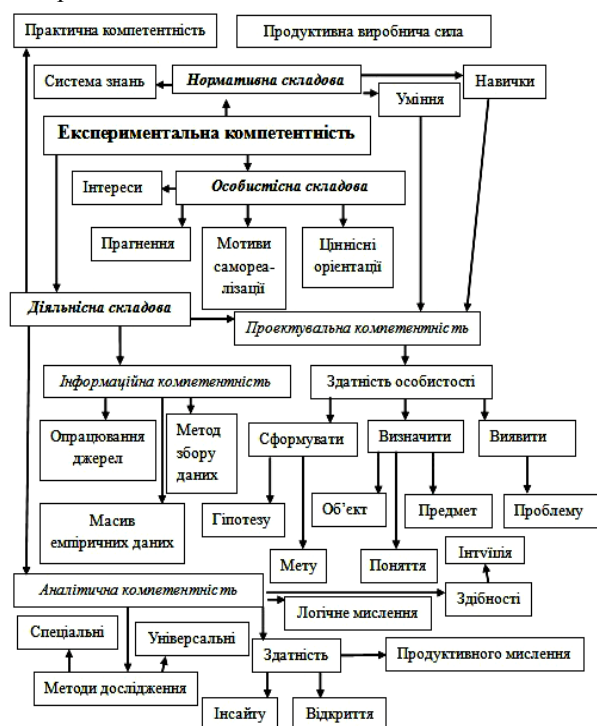 Практична компетентність
Продуктивна виробнича сила
Система знань
Нормативна складова
Навички
Уміння
Експериментальна компетентність
Інтереси
Особистісна складова
Прагнення
Мотиви
самореа-
лізації
Ціннісні
орієнтації
Діяльнісна складова
Проектувальна компетентність
Інформаційна компетентність
Здатність особистості
Опрацювання
джерел
Метод
збору
даних
Сформувати
Визначити
Виявити
Масив
емпіричних даних
Гіпотезу
Об’єкт
Предмет
Проблему
Мету
Поняття
Інтуїція
Аналітична компетентність
Логічне мислення
Здібності
Спеціальні
Універсальні
Здатність
Продуктивного мислення
Методи дослідження
Інсайту
Відкриття